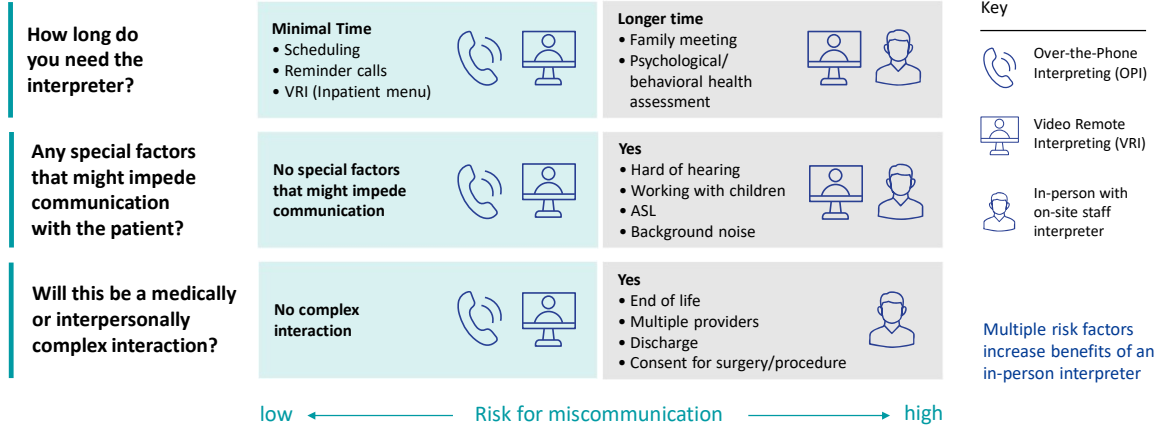 How long do
you need the
interpreter?
Minimal Time
• Scheduling
• Reminder calls
• VRI (Inpatient menu)
Longer time
• Family meeting
• Psychological/
behavioral health
assessment
Any special factors
that might impede
communication
with the patient?
No special factors
that might impede
communication
Yes
• Hard of hearing
• Working with children
• ASL
• Background noise
Will this be a medically
or interpersonally
complex interaction?
No complex
interaction
Yes
• End of life
• Multiple providers
• Discharge
• Consent for surgery/procedure
low
Risk for miscommunication
high
Key
Over-the-Phone
Interpreting (OPI)
Video Remote
Interpreting (VRI)
In-person with
on-site staff
interpreter
Multiple risk factors
increase benefits of an
in-person interpreter